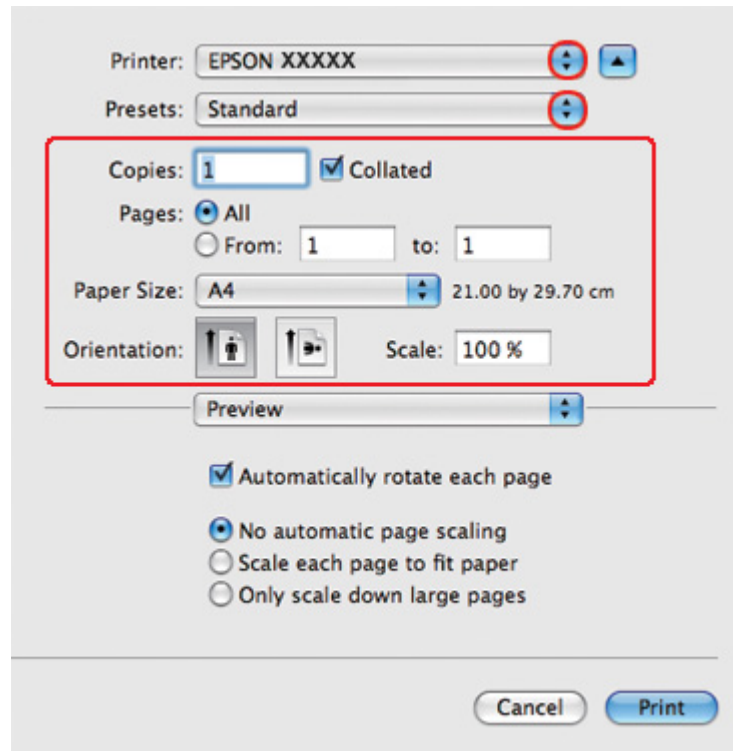 Printer: EPSON XXXXX
Presets: Standard
Copies: 1 Collated
Pages: All
From: 1 to: 1
Paper Size: A4 21.00 by 29.70 cm
Orientation: Scale: 100 %
Preview
Automatically rotate each page
No automatic page scaling
Scale each page to fit paper
Only scale down large pages
Cancel Print